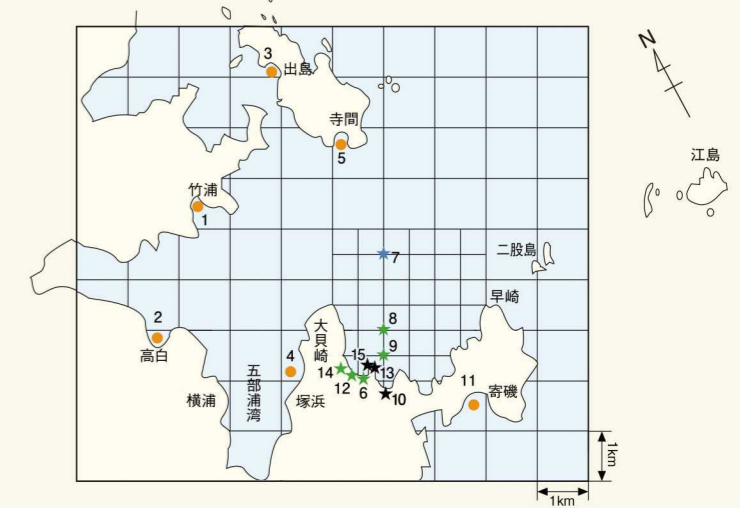 3
出島
N
寺間
5
江島
竹浦
1
7
二股島
早崎
2
高白
大貝崎
8
15
9
4
14
13
12
6
10
11
寄磯
五部浦湾
横浦
塚浜
1km
1km